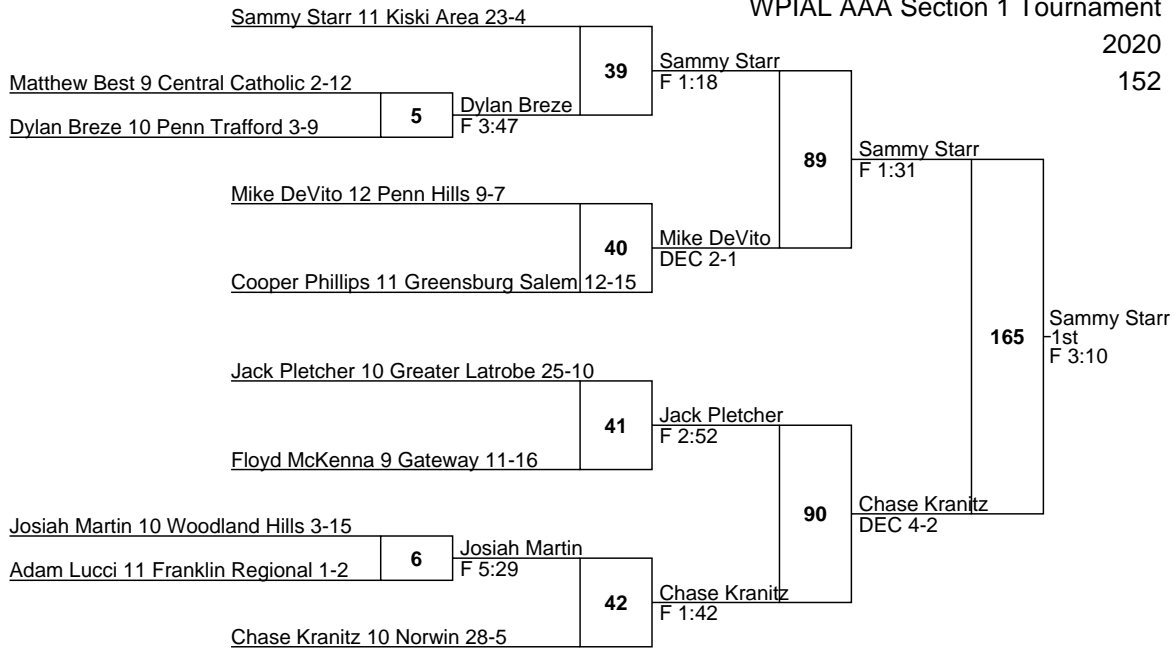 WPIAL AAA Section 1 Tournament
2020
152
Sammy Starr 11 Kiski Area 23-4
39
Sammy Starr
F 1:18
Matthew Best 9 Central Catholic 2-12
5
Dylan Breze
F 3:47
Dylan Breze 10 Penn Trafford 3-9
89
Sammy Starr
F 1:31
Mike DeVito 12 Penn Hills 9-7
40
Mike DeVito
DEC 2-1
Cooper Phillips 11 Greensburg Salem 12-15
165
Sammy Starr
1st
F 3:10
Jack Pletcher 10 Greater Latrobe 25-10
41
Jack Pletcher
F 2:52
Floyd McKenna 9 Gateway 11-16
90
Chase Kranitz
DEC 4-2
Josiah Martin 10 Woodland Hills 3-15
6
Josiah Martin
F 5:29
Adam Lucci 11 Franklin Regional 1-2
42
Chase Kranitz
F 1:42
Chase Kranitz 10 Norwin 28-5